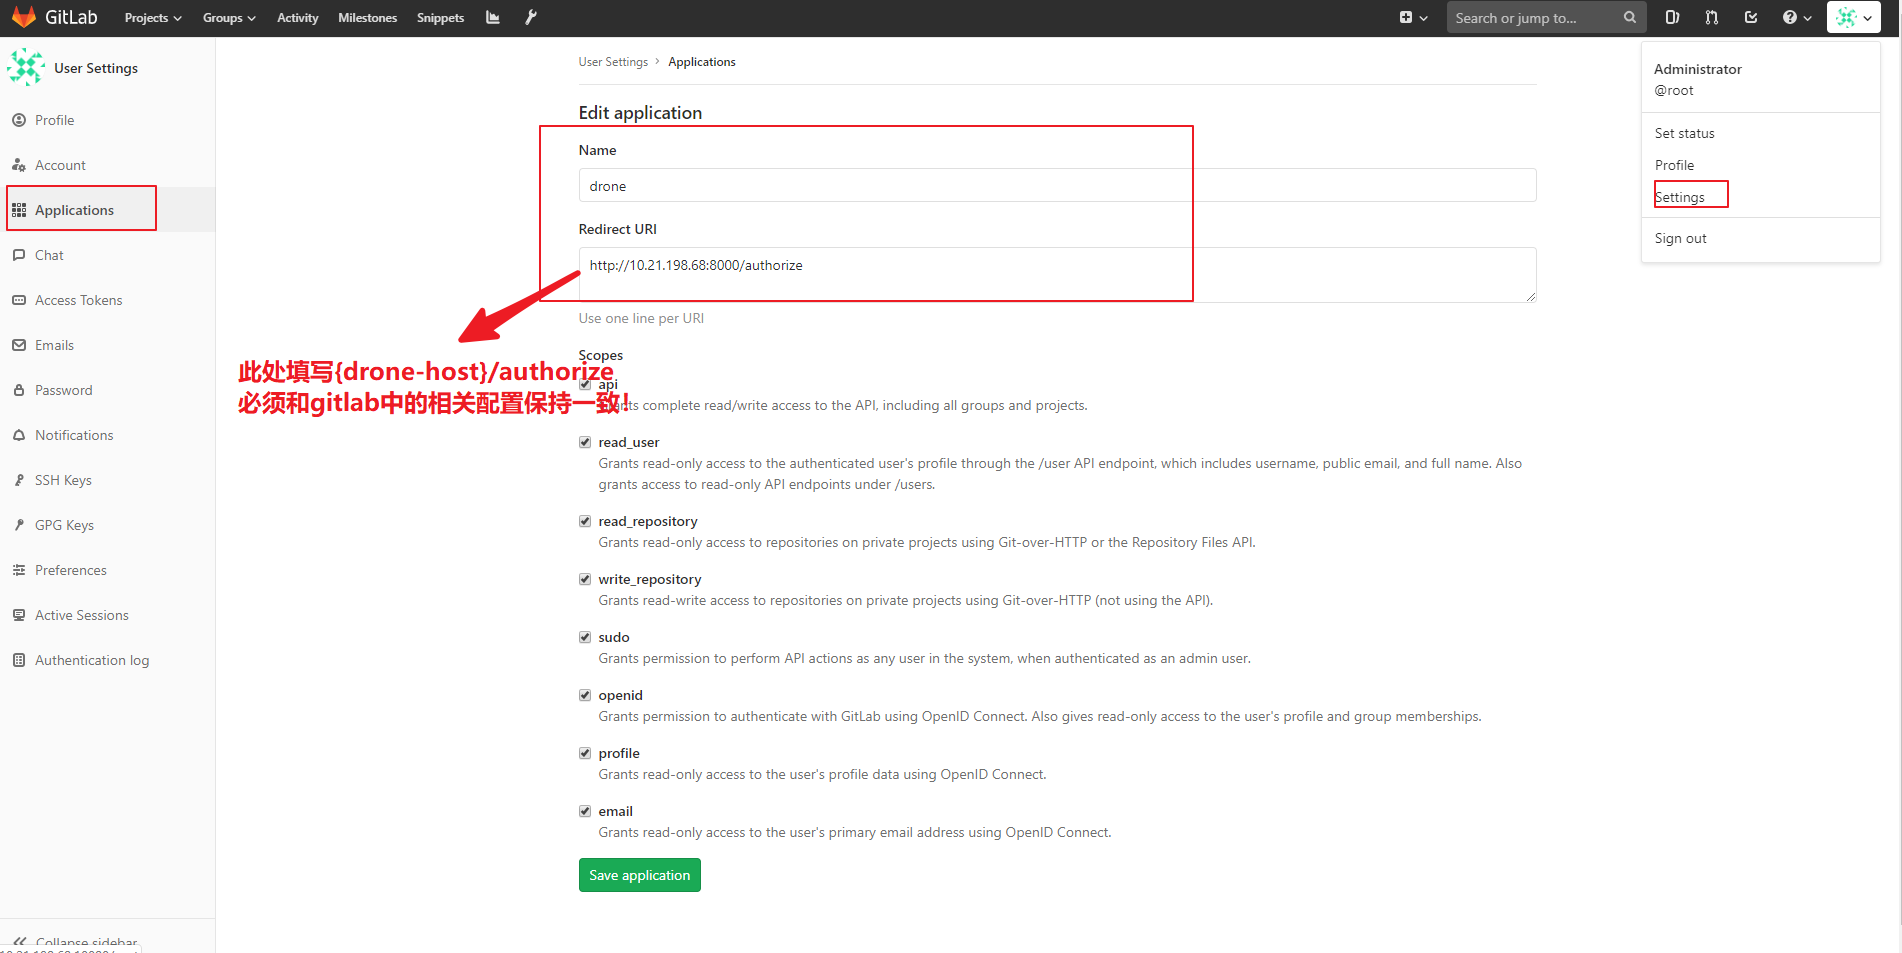 GitLab Projects Groups Activity Milestones Snippets Search or jump to...
User Settings
Profile
Account
Applications
Chat
Access Tokens
Emails
Password
Notifications
SSH Keys
GPG Keys
Preferences
Active Sessions
Authentication log
Collapse sidebar
User Settings > Applications
Edit application
Name
drone
Redirect URI
http://10.21.198.68:8000/authorize
Use one line per URI
此处填写{drone-host}/authorize
必须和gitlab中的相关配置保持一致!
Scopes
api
Grants complete read/write access to the API, including all groups and projects.
read_user
Grants read-only access to the authenticated user's profile through the /user API endpoint, which includes username, public email, and full name. Also
grants access to read-only API endpoints under /users.
read_repository
Grants read-only access to repositories on private projects using Git-over-HTTP or the Repository Files API.
write_repository
Grants read-write access to repositories on private projects using Git-over-HTTP (not using the API).
sudo
Grants permission to perform API actions as any user in the system, when authenticated as an admin user.
openid
Grants permission to authenticate with GitLab using OpenID Connect. Also gives read-only access to the user's profile and group memberships.
profile
Grants read-only access to the user's profile data using OpenID Connect.
email
Grants read-only access to the user's primary email address using OpenID Connect.
Save application
Administrator
@root
Set status
Profile
Settings
Sign out